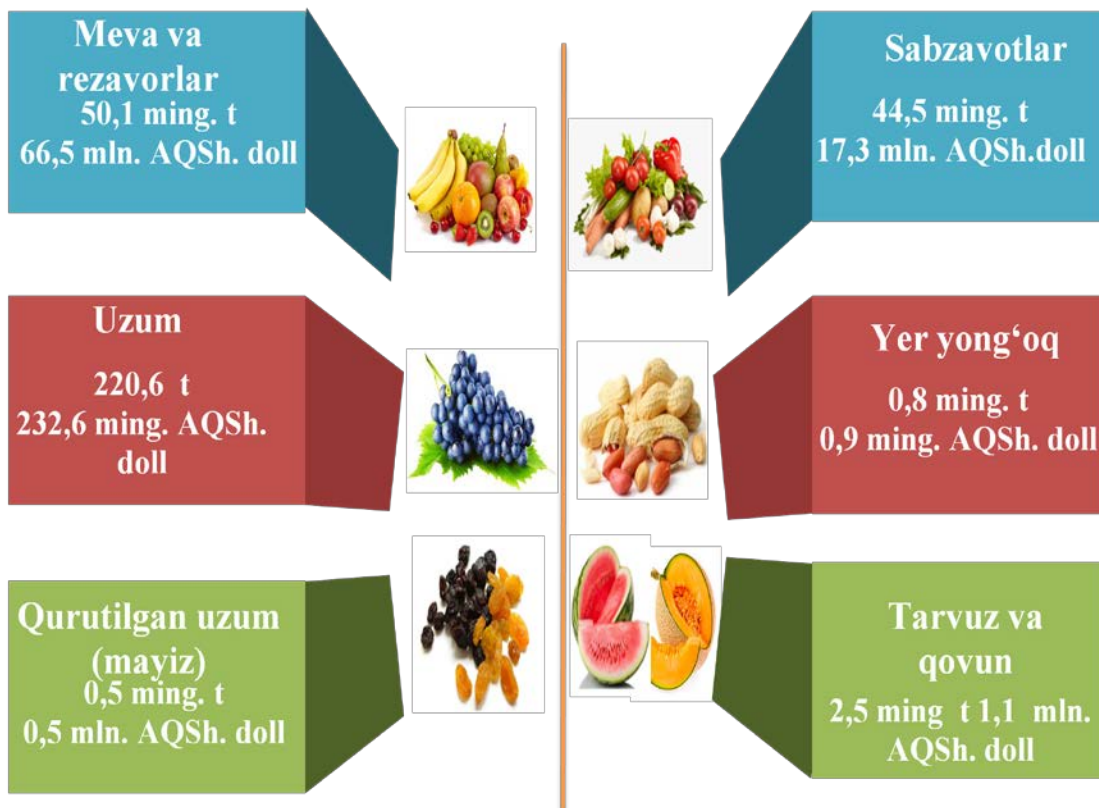 Meva va
rezavorlar
50,1 ming. t
66,5 mln. AQSh. doll
Uzum
220,6 t
232,6 ming. AQSh.
doll
Qurutilgan uzum
(mayiz)
0,5 ming. t
0,5 mln. AQSh. doll
Sabzavotlar
44,5 ming. t
17,3 mln. AQSh.doll
Yer yong‘oq
0,8 ming. t
0,9 ming. AQSh. doll
Tarvuz va
qovun
2,5 ming t 1,1 mln.
AQSh. doll